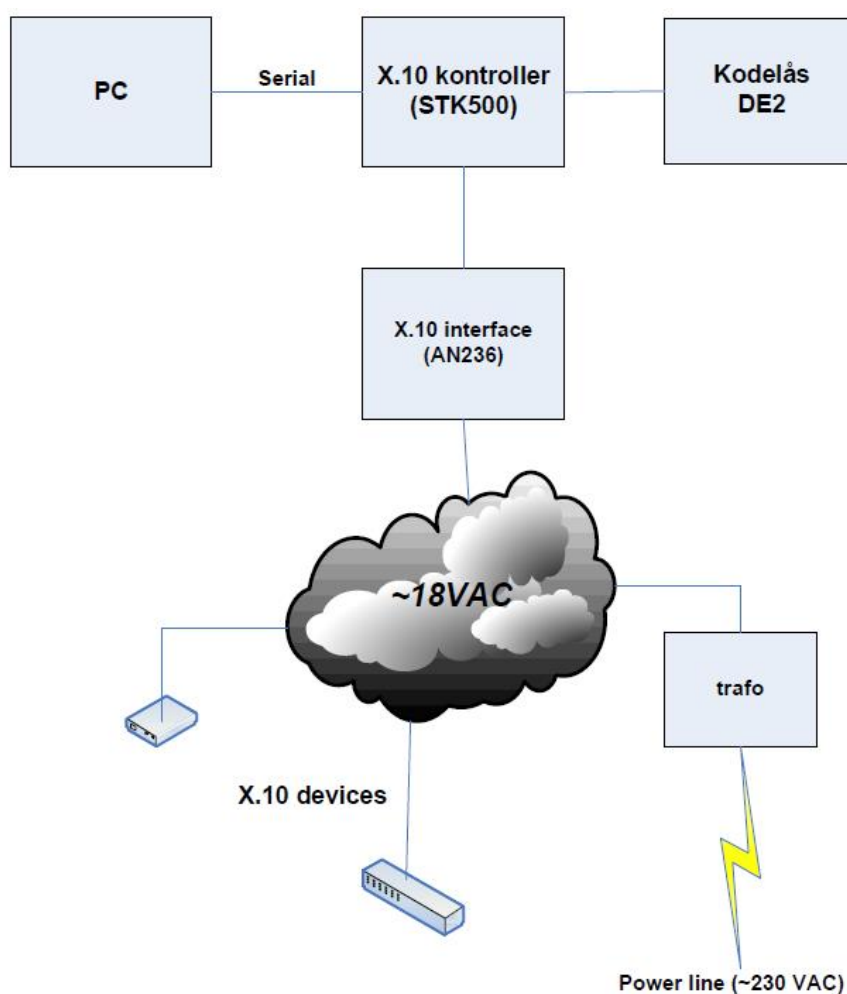 PC
Serial
X.10 kontroller
(STK500)
Kodelås
DE2
X.10 interface
(AN236)
~18VAC
trafo
X.10 devices
Power line (~230 VAC)